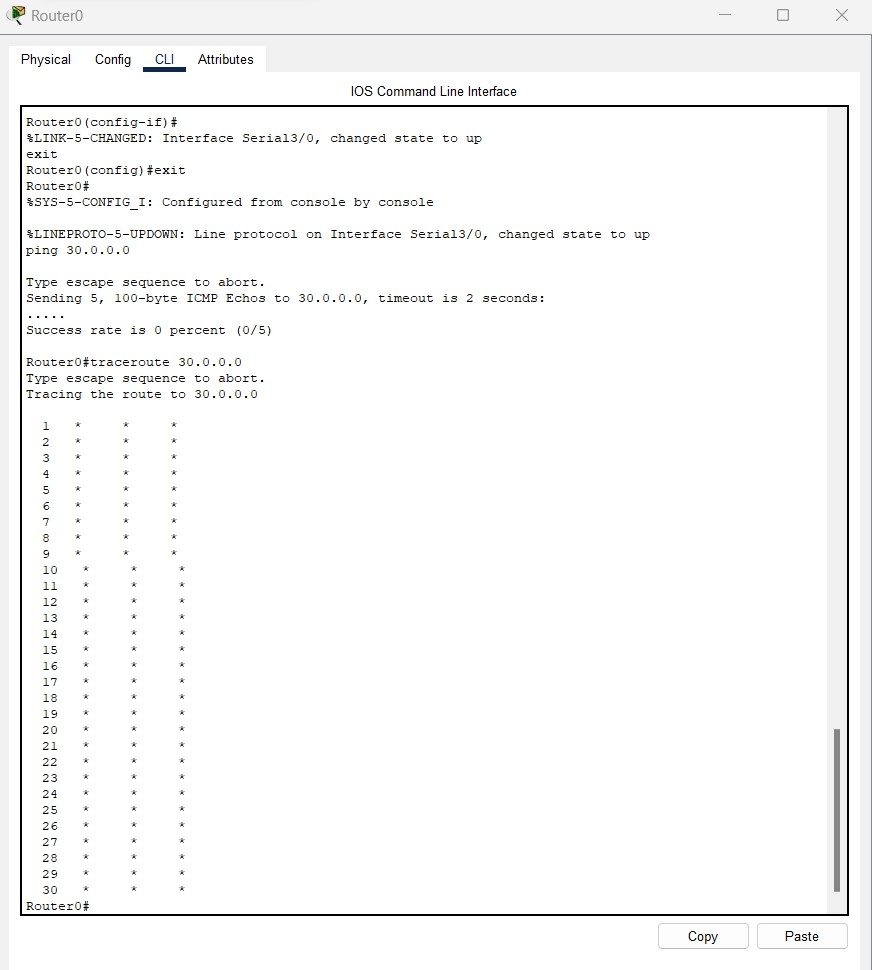 Router0
Physical Config CLI Attributes
IOS Command Line Interface
Router0(config-if)#
%LINK-5-CHANGED: Interface Serial3/0, changed state to up
exit
Router0(config)#exit
Router0#
%SYS-5-CONFIG_I: Configured from console by console
%LINEPROTO-5-UPDOWN: Line protocol on Interface Serial3/0, changed state to up
ping 30.0.0.0
Type escape sequence to abort.
Sending 5, 100-byte ICMP Echos to 30.0.0.0, timeout is 2 seconds:
.....
Success rate is 0 percent (0/5)
Router0#traceroute 30.0.0.0
Type escape sequence to abort.
Tracing the route to 30.0.0.0
1 * * *
2 * * *
3 * * *
4 * * *
5 * * *
6 * * *
7 * * *
8 * * *
9 * * *
10 * * *
11 * * *
12 * * *
13 * * *
14 * * *
15 * * *
16 * * *
17 * * *
18 * * *
19 * * *
20 * * *
21 * * *
22 * * *
23 * * *
24 * * *
25 * * *
26 * * *
27 * * *
28 * * *
29 * * *
30 * * *
Router0#
Copy Paste